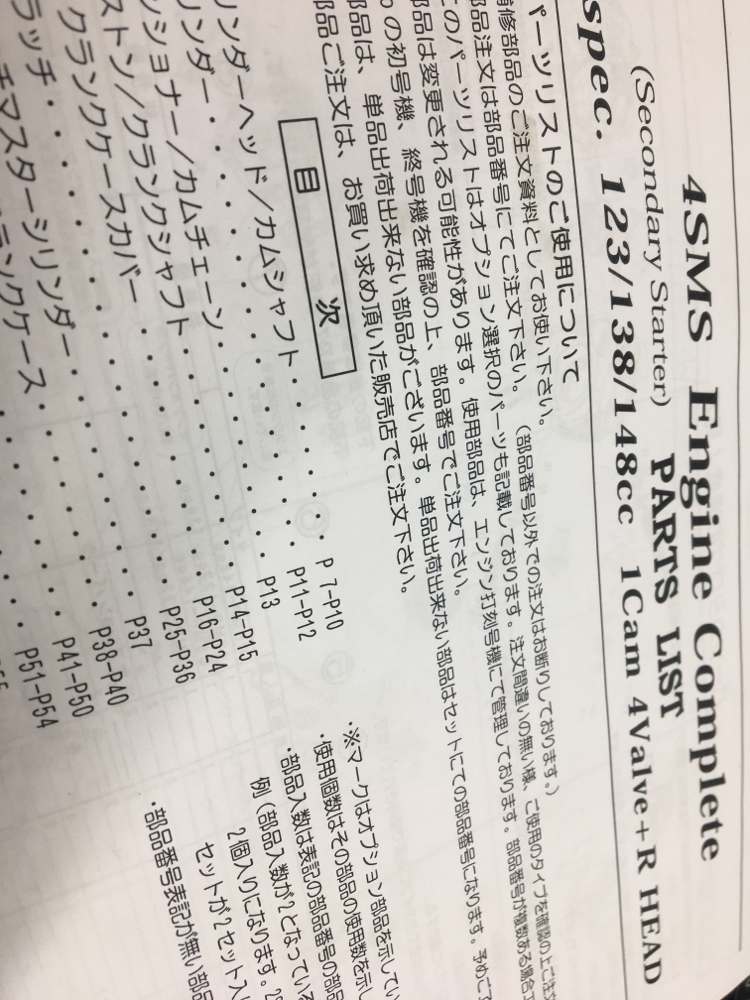 4SMS Engine Complete
(Secondary Starter) PARTS LIST
spec. 123/138/148cc 1Cam 4Valve+R HEAD
パーツリストのご使用について
補修部品のご注文資料としてお使い下さい。
部品注文は部品番号にてご注文下さい。(部品番号以外での注文はお断りしております。)
このパーツリストはオプション選択のパーツも記載しております。注文間違いの無い様、ご使用のタイプを確認の上ご注文
部品は変更される可能性があります。使用部品は、エンジン打刻号機にて管理しております。部品番号が複数ある場合
の初号機、終号機を確認の上、部品番号でご注文下さい。
部品は、単品出荷出来ない部品がございます。単品出荷出来ない部品はセットにての部品番号になります。予めご了
部品ご注文は、お買い求め頂いた販売店でご注文下さい。
目 次
リンダーヘッド/カムシャフト・・・・・・・P 7-P10
リンダー・・・・・・・・・・・・・・・P11-P12
ッショナー/カムチェーン・・・・・・・・・P13
ストン/クランクシャフト・・・・・・・・・P14-P15
クランクケースカバー・・・・・・・・・・P16-P24
ラッチ・・・・・・・・・・・・・・・・P25-P36
チマスターシリンダー・・・・・・・・・・P37
ランクケース・・・・・・・・・・・・・P38-P40
P41-P50
P51-P54
・※マークはオプション部品を示してい
・使用個数はその部品の使用数を示し
・部品入数は表記の部品番号の部品
例(部品入数が2となっている
2個入りになります。
セットが2セット入
・部品番号表記が無い部品